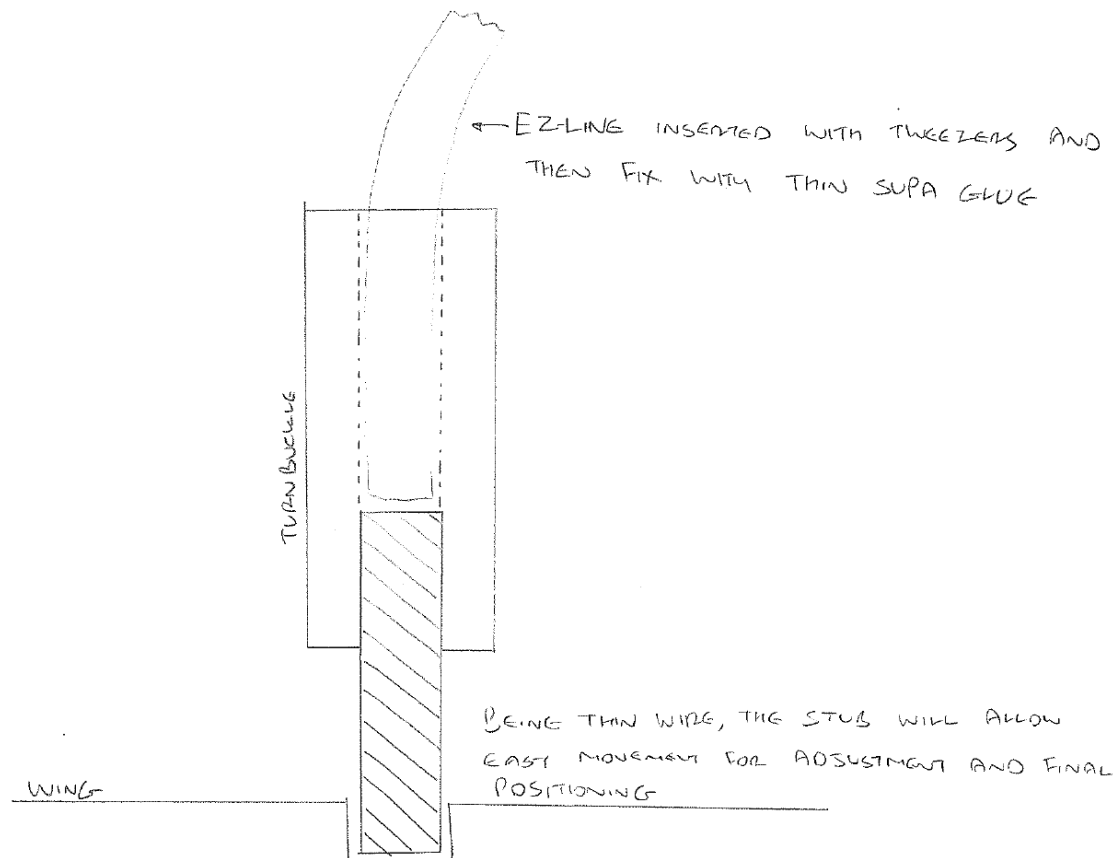 EZ-LINE INSERTED WITH TWEEZERS AND
THEN FIX WITH THIN SUPA GLUE
TURNBUCKLE
BEING THIN WIRE, THE STUB WILL ALLOW
EASY MOVEMENT FOR ADJUSTMENT AND FINAL
POSITIONING
WING